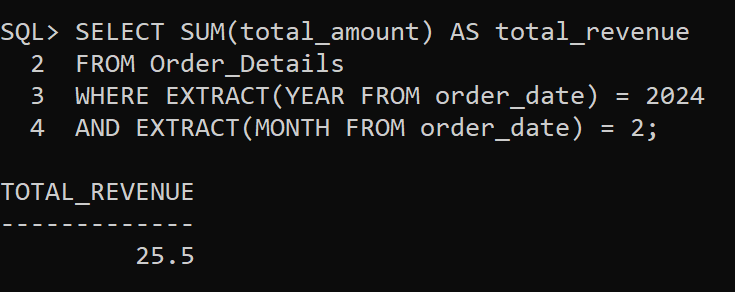 SQL> SELECT SUM(total_amount) AS total_revenue
  2  FROM Order_Details
  3  WHERE EXTRACT(YEAR FROM order_date) = 2024
  4  AND EXTRACT(MONTH FROM order_date) = 2;

TOTAL_REVENUE
-------------
         25.5